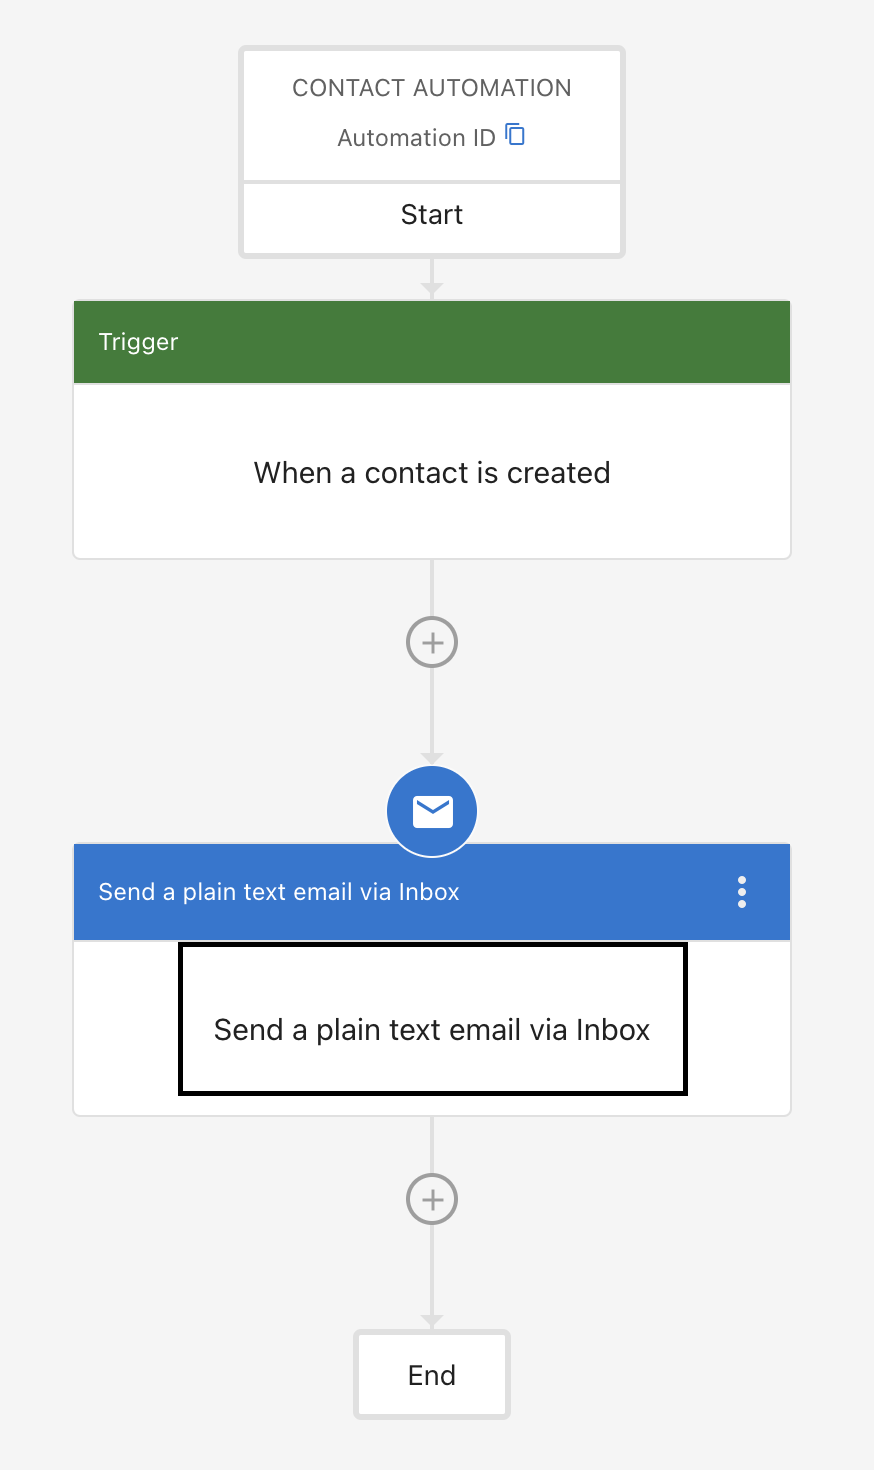 CONTACT AUTOMATION
Automation ID
Start
Trigger
When a contact is created
Send a plain text email via Inbox
Send a plain text email via Inbox
End